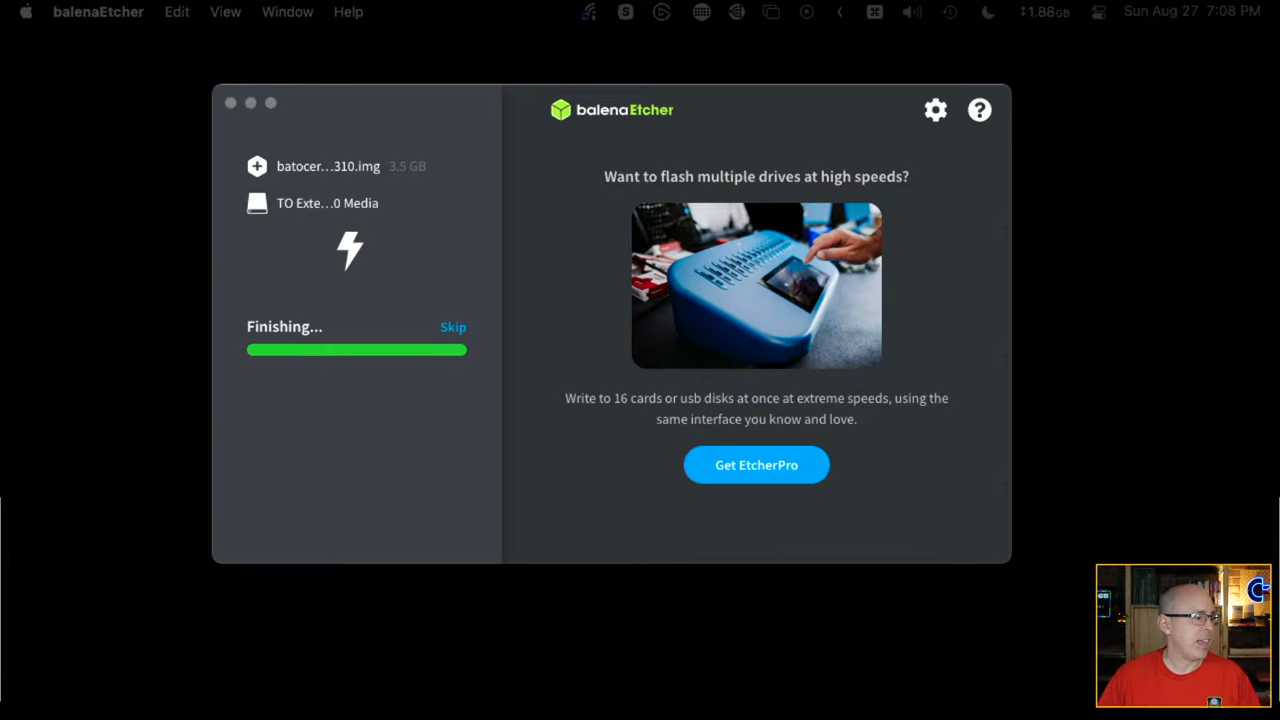 balenaEtcher Edit View Window Help 1.88GB Sun Aug 27 7:08 PM
balenaEtcher
batocer...310.img 3.5 GB
TO Exte...0 Media
Finishing... Skip
Want to flash multiple drives at high speeds?
Write to 16 cards or usb disks at once at extreme speeds, using the
same interface you know and love.
Get EtcherPro